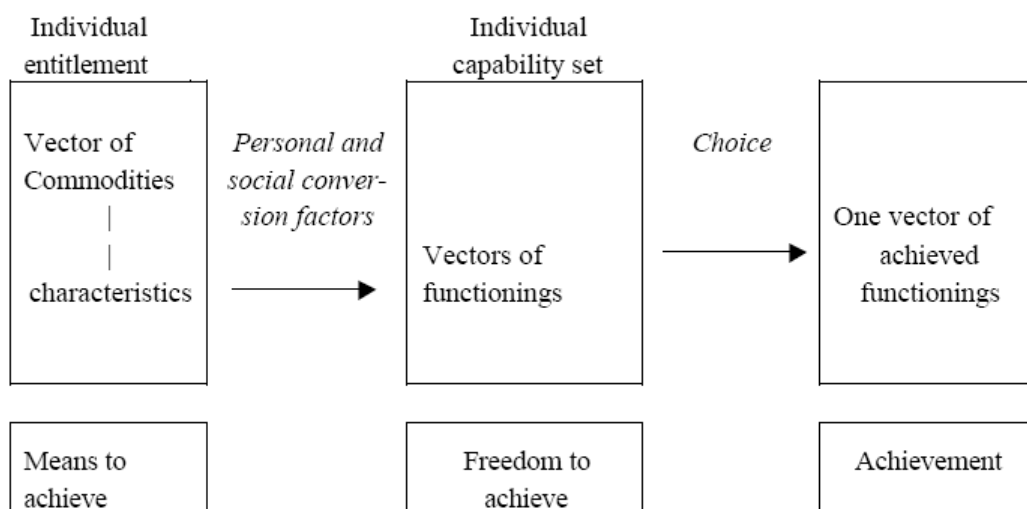 Individual
entitlement
Vector of
Commodities
|
|
characteristics
Personal and
social conver-
sion factors
Individual
capability set
Vectors of
functionings
Choice
One vector of
achieved
functionings
Means to
achieve
Freedom to
achieve
Achievement